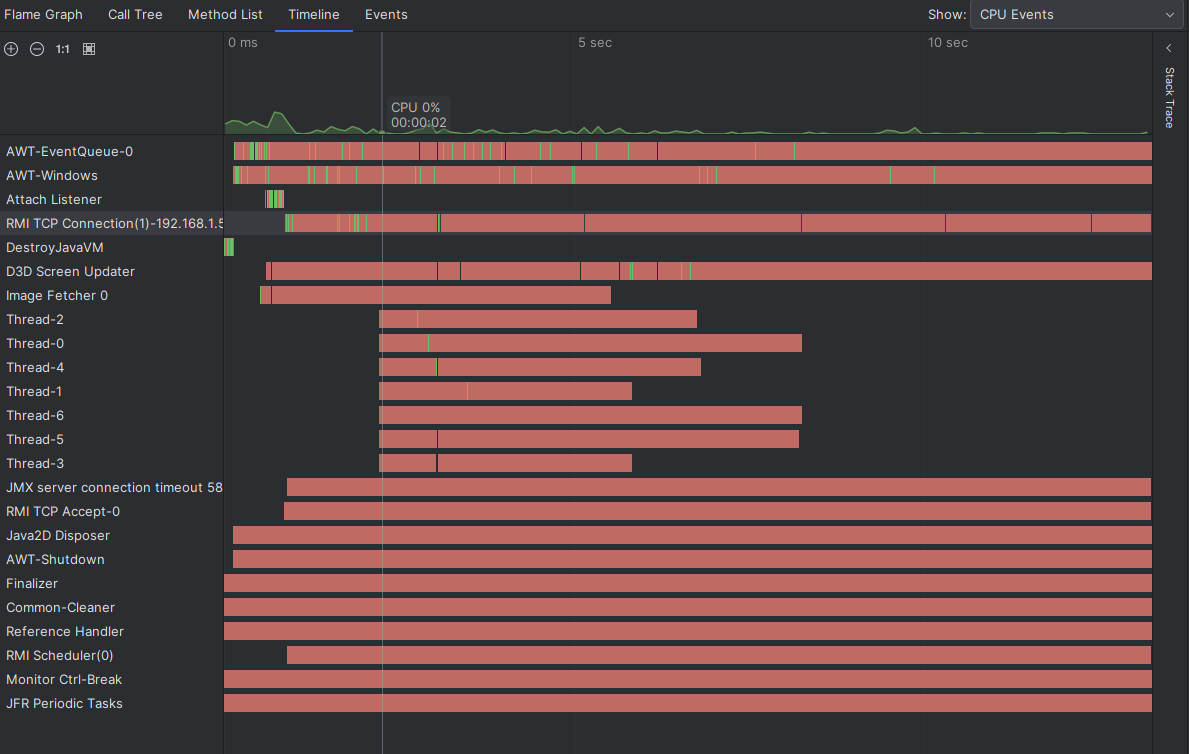 Flame Graph Call Tree Method List Timeline Events Show: CPU Events
1:1 0 ms 5 sec 10 sec
Stack Trace
CPU 0%
00:00:02
AWT-EventQueue-0
AWT-Windows
Attach Listener
RMI TCP Connection(1)-192.168.1.5
DestroyJavaVM
D3D Screen Updater
Image Fetcher 0
Thread-2
Thread-0
Thread-4
Thread-1
Thread-6
Thread-5
Thread-3
JMX server connection timeout 58
RMI TCP Accept-0
Java2D Disposer
AWT-Shutdown
Finalizer
Common-Cleaner
Reference Handler
RMI Scheduler(0)
Monitor Ctrl-Break
JFR Periodic Tasks